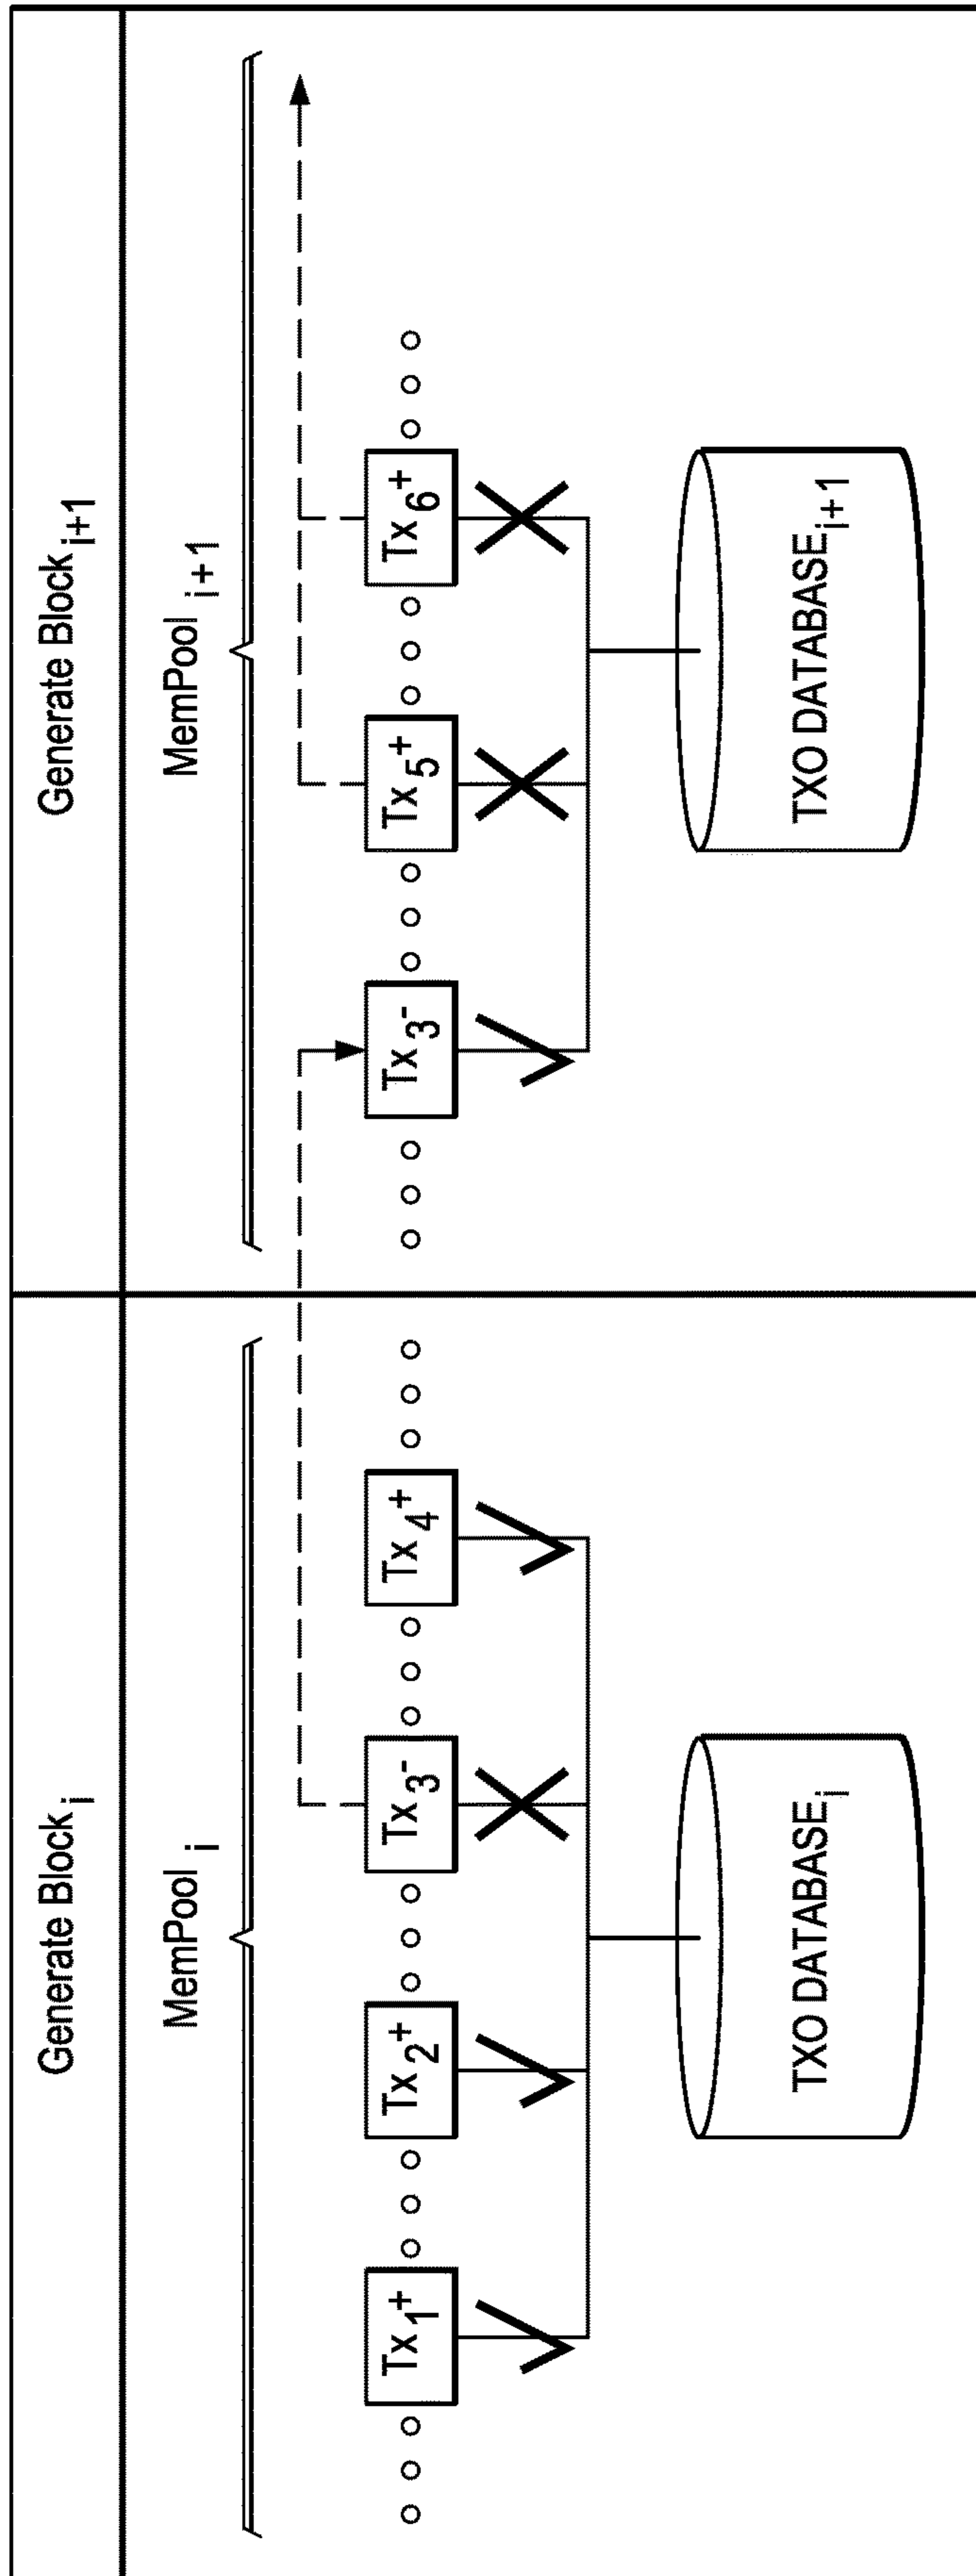 Generate Block i
Generate Block i+1
MemPool i
MemPool i+1
Tx1+
Tx2+
Tx3-
Tx4+
Tx3-
Tx5+
Tx6+
TXO DATABASE i
TXO DATABASE i+1